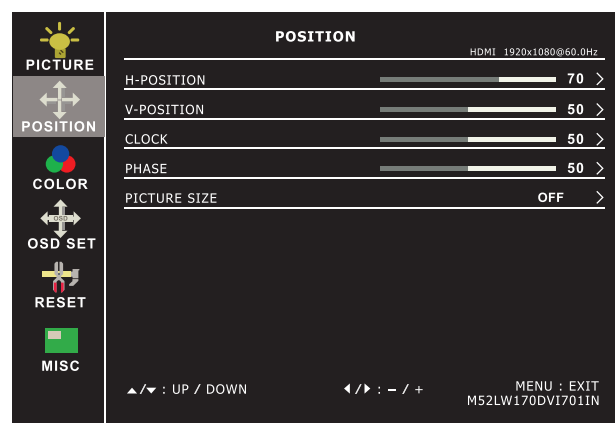 PICTURE
POSITION
COLOR
OSD
OSD SET
RESET
MISC
POSITION
HDMI 1920x1080@60.0Hz
H-POSITION 70
V-POSITION 50
CLOCK 50
PHASE 50
PICTURE SIZE OFF
▲/▼ : UP / DOWN ◀/▶ : – / + MENU : EXIT
M52LW170DVI701IN